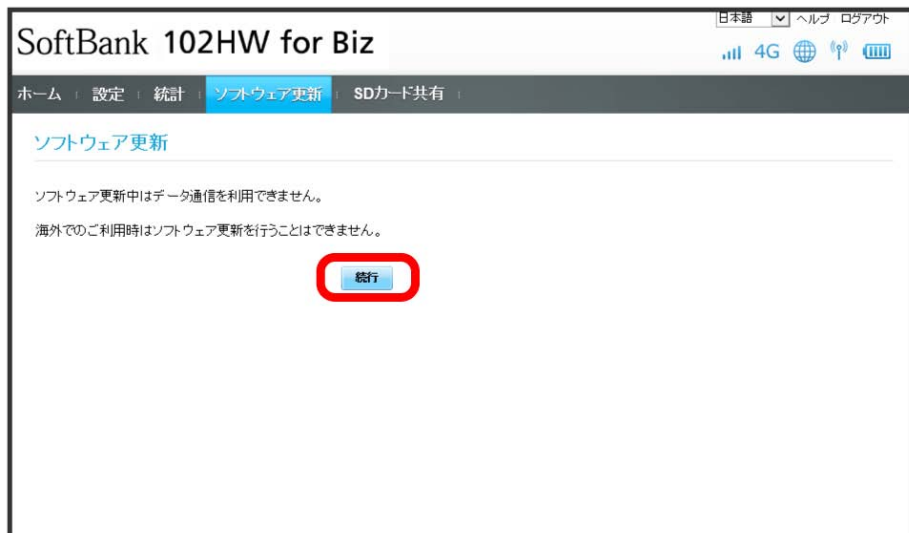 日本語 ヘルプ ログアウト
SoftBank 102HW for Biz
4G
ホーム 設定 統計 ソフトウェア更新 SDカード共有
ソフトウェア更新
ソフトウェア更新中はデータ通信を利用できません。
海外でのご利用時はソフトウェア更新を行うことはできません。
続行